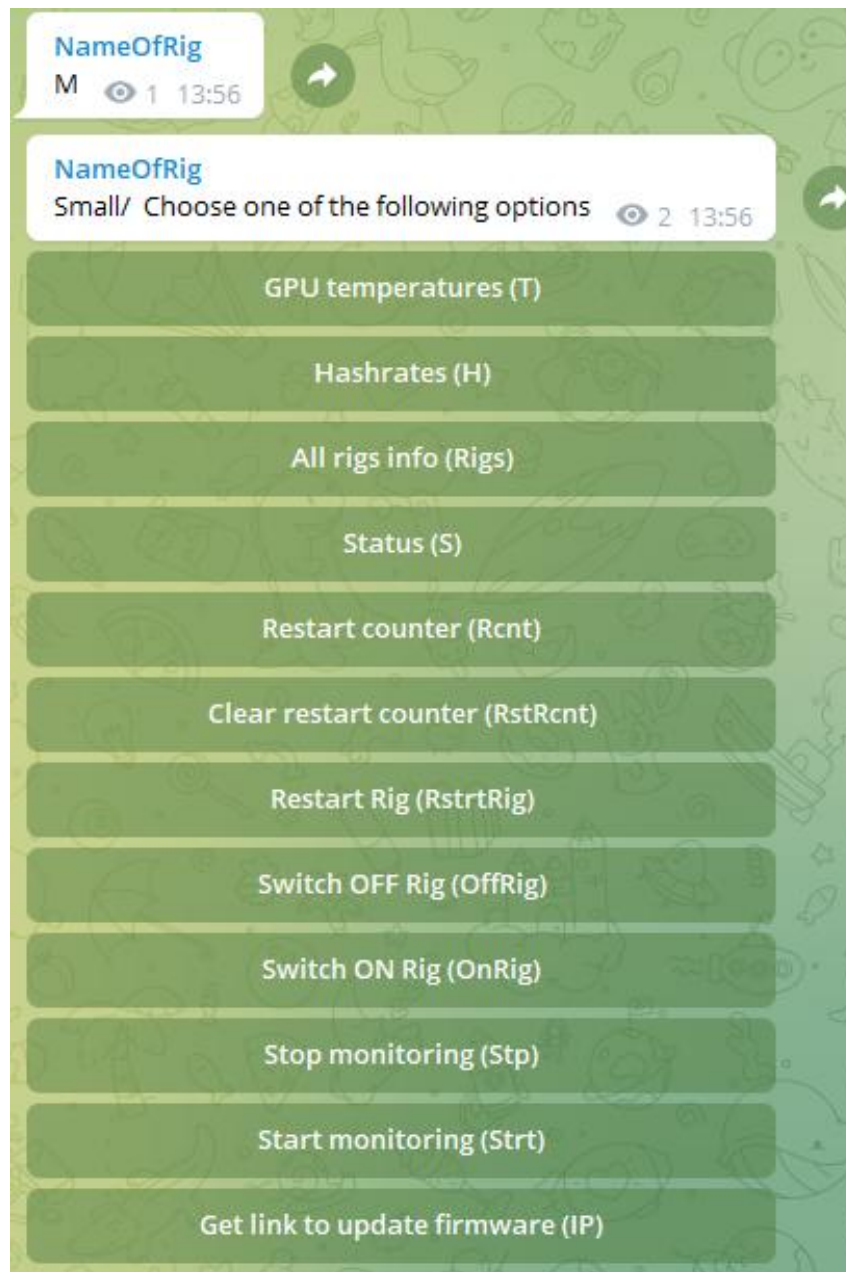 NameOfRig
M 1 13:56
NameOfRig
Small/ Choose one of the following options 2 13:56
GPU temperatures (T)
Hashrates (H)
All rigs info (Rigs)
Status (S)
Restart counter (Rcnt)
Clear restart counter (RstRcnt)
Restart Rig (RstrtRig)
Switch OFF Rig (OffRig)
Switch ON Rig (OnRig)
Stop monitoring (Stp)
Start monitoring (Strt)
Get link to update firmware (IP)